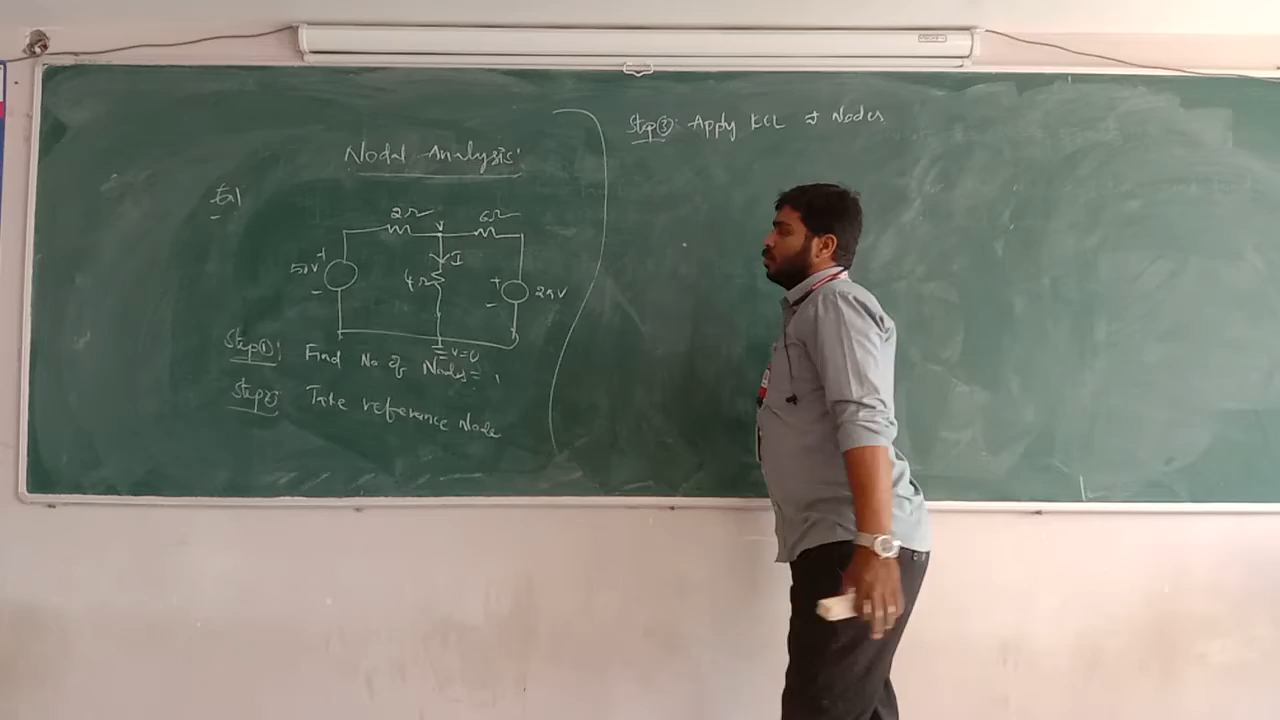 Nodal Analysis:
Ex1
2Ω V 6Ω
50V + I
4Ω + 24V
- -
V=0
Step①: Find No of Nodes = 1
Step②: Take reference Node
Step③: Apply KCL at Nodes